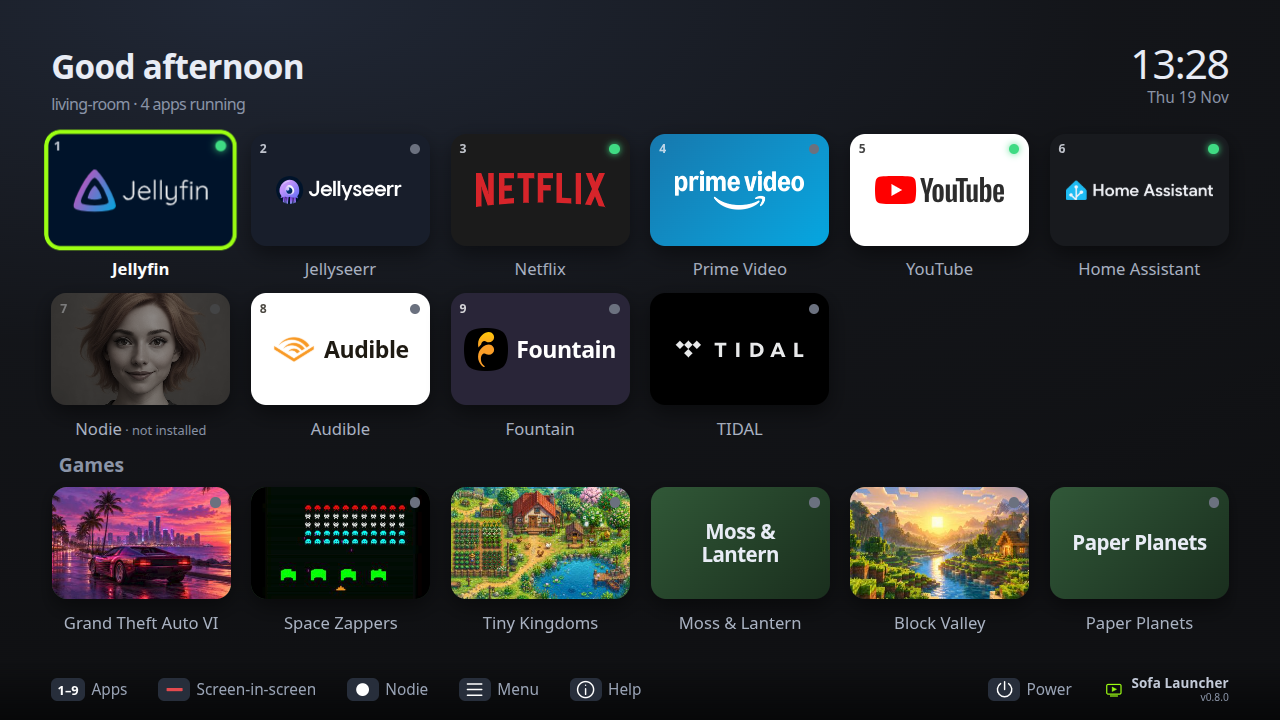 Good afternoon
13:28
living-room · 4 apps running
Thu 19 Nov
1
Jellyfin
2
Jellyseerr
3
NETFLIX
4
prime video
5
YouTube
6
Home Assistant
Jellyfin
Jellyseerr
Netflix
Prime Video
YouTube
Home Assistant
7
8
Audible
9
Fountain
TIDAL
Nodie · not installed
Audible
Fountain
TIDAL
Games
Moss &
Lantern
Paper Planets
Grand Theft Auto VI
Space Zappers
Tiny Kingdoms
Moss & Lantern
Block Valley
Paper Planets
1–9 Apps
Screen-in-screen
Nodie
Menu
Help
Power
Sofa Launcher
v0.8.0